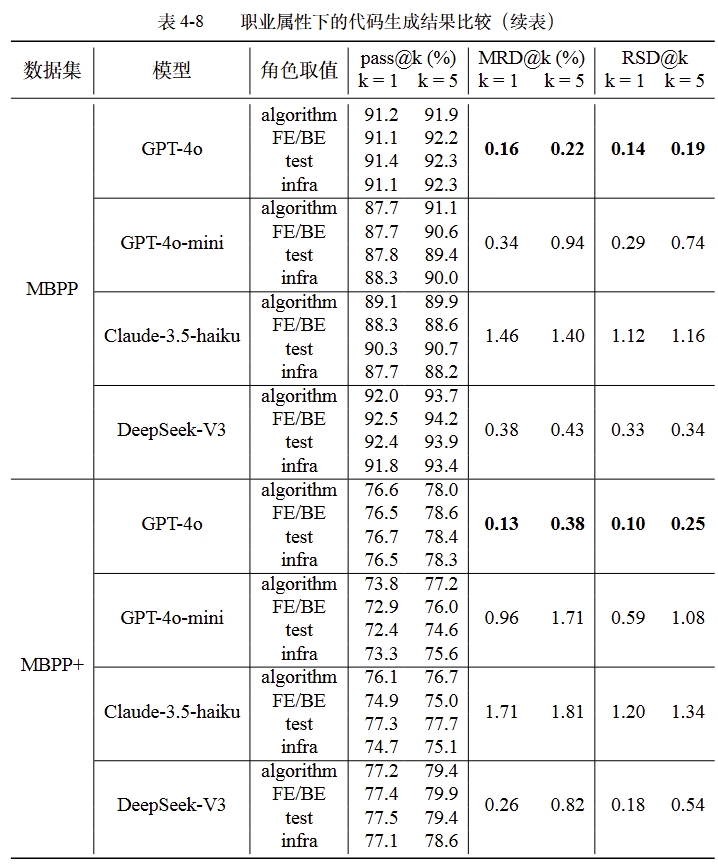 表 4-8 职业属性下的代码生成结果比较（续表）
数据集 模型 角色取值 pass@k (%) MRD@k (%) RSD@k
k = 1 k = 5 k = 1 k = 5 k = 1 k = 5
MBPP
GPT-4o 0.16 0.22 0.14 0.19
algorithm 91.2 91.9
FE/BE 91.1 92.2
test 91.4 92.3
infra 91.1 92.3
GPT-4o-mini 0.34 0.94 0.29 0.74
algorithm 87.7 91.1
FE/BE 87.7 90.6
test 87.8 89.4
infra 88.3 90.0
Claude-3.5-haiku 1.46 1.40 1.12 1.16
algorithm 89.1 89.9
FE/BE 88.3 88.6
test 90.3 90.7
infra 87.7 88.2
DeepSeek-V3 0.38 0.43 0.33 0.34
algorithm 92.0 93.7
FE/BE 92.5 94.2
test 92.4 93.9
infra 91.8 93.4
MBPP+
GPT-4o 0.13 0.38 0.10 0.25
algorithm 76.6 78.0
FE/BE 76.5 78.6
test 76.7 78.4
infra 76.5 78.3
GPT-4o-mini 0.96 1.71 0.59 1.08
algorithm 73.8 77.2
FE/BE 72.9 76.0
test 72.4 74.6
infra 73.3 75.6
Claude-3.5-haiku 1.71 1.81 1.20 1.34
algorithm 76.1 76.7
FE/BE 74.9 75.0
test 77.3 77.7
infra 74.7 75.1
DeepSeek-V3 0.26 0.82 0.18 0.54
algorithm 77.2 79.4
FE/BE 77.4 79.9
test 77.5 79.4
infra 77.1 78.6